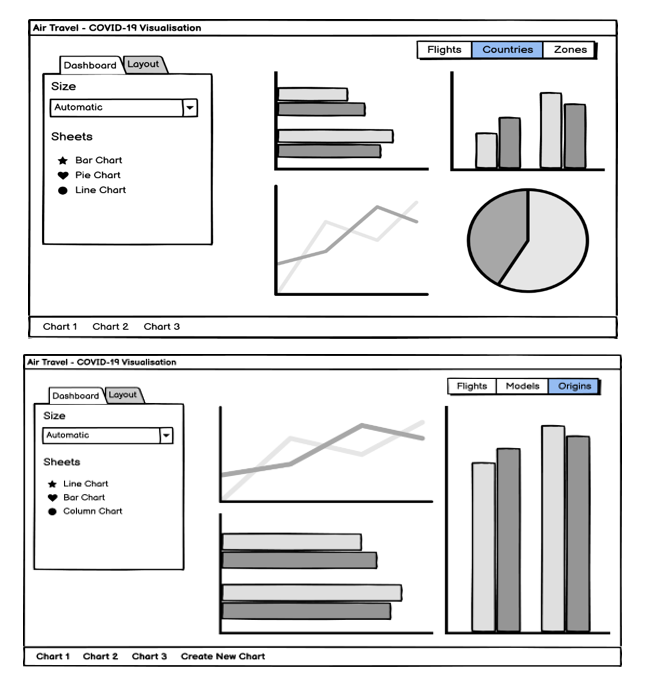 Air Travel - COVID-19 Visualisation
Flights Countries Zones
Dashboard Layout
Size
Automatic
Sheets
Bar Chart
Pie Chart
Line Chart
Chart 1 Chart 2 Chart 3
Air Travel - COVID-19 Visualisation
Flights Models Origins
Dashboard Layout
Size
Automatic
Sheets
Line Chart
Bar Chart
Column Chart
Chart 1 Chart 2 Chart 3 Create New Chart